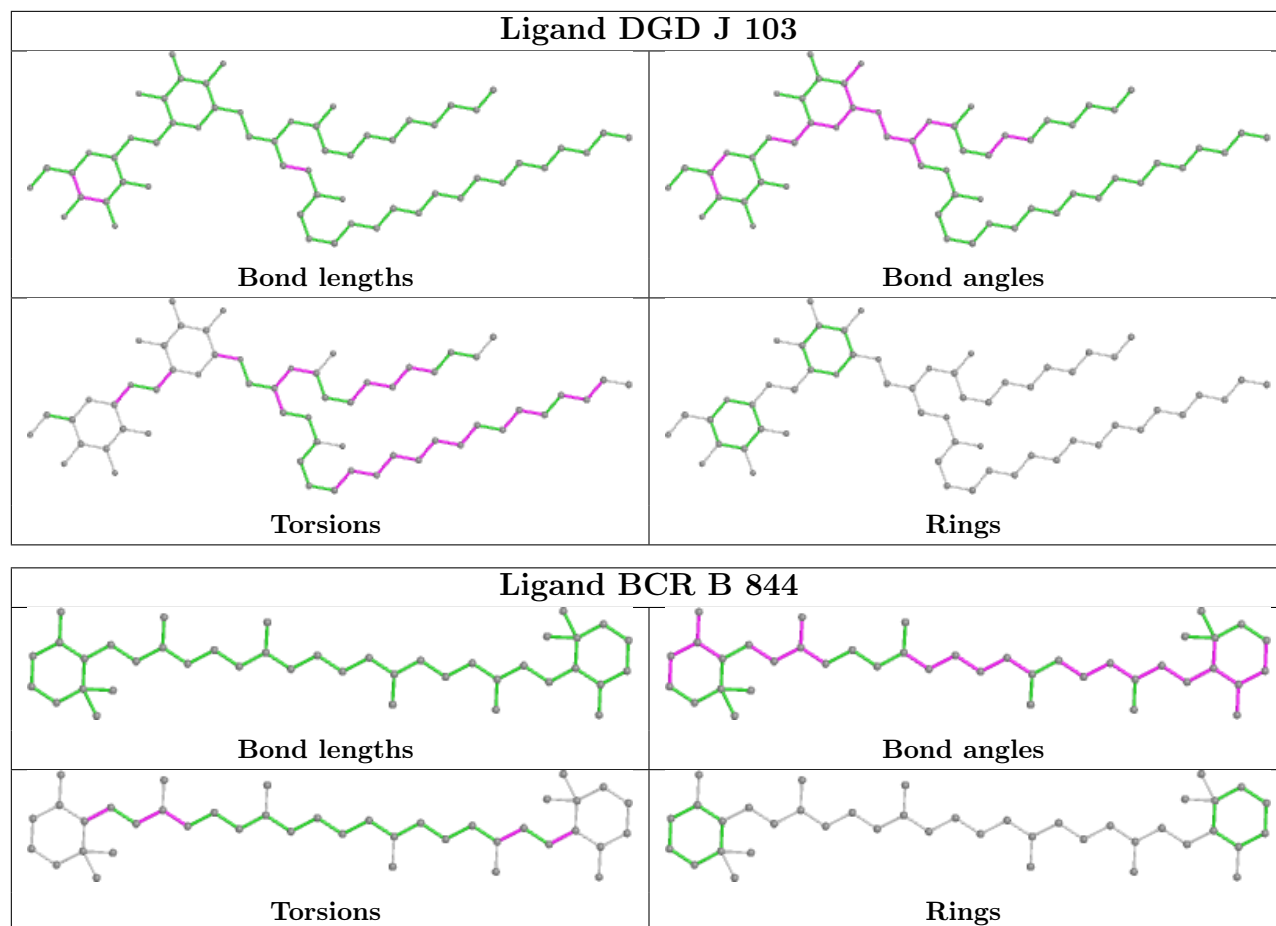 Ligand DGD J 103
Bond lengths
Bond angles
Torsions
Rings
Ligand BCR B 844
Bond lengths
Bond angles
Torsions
Rings